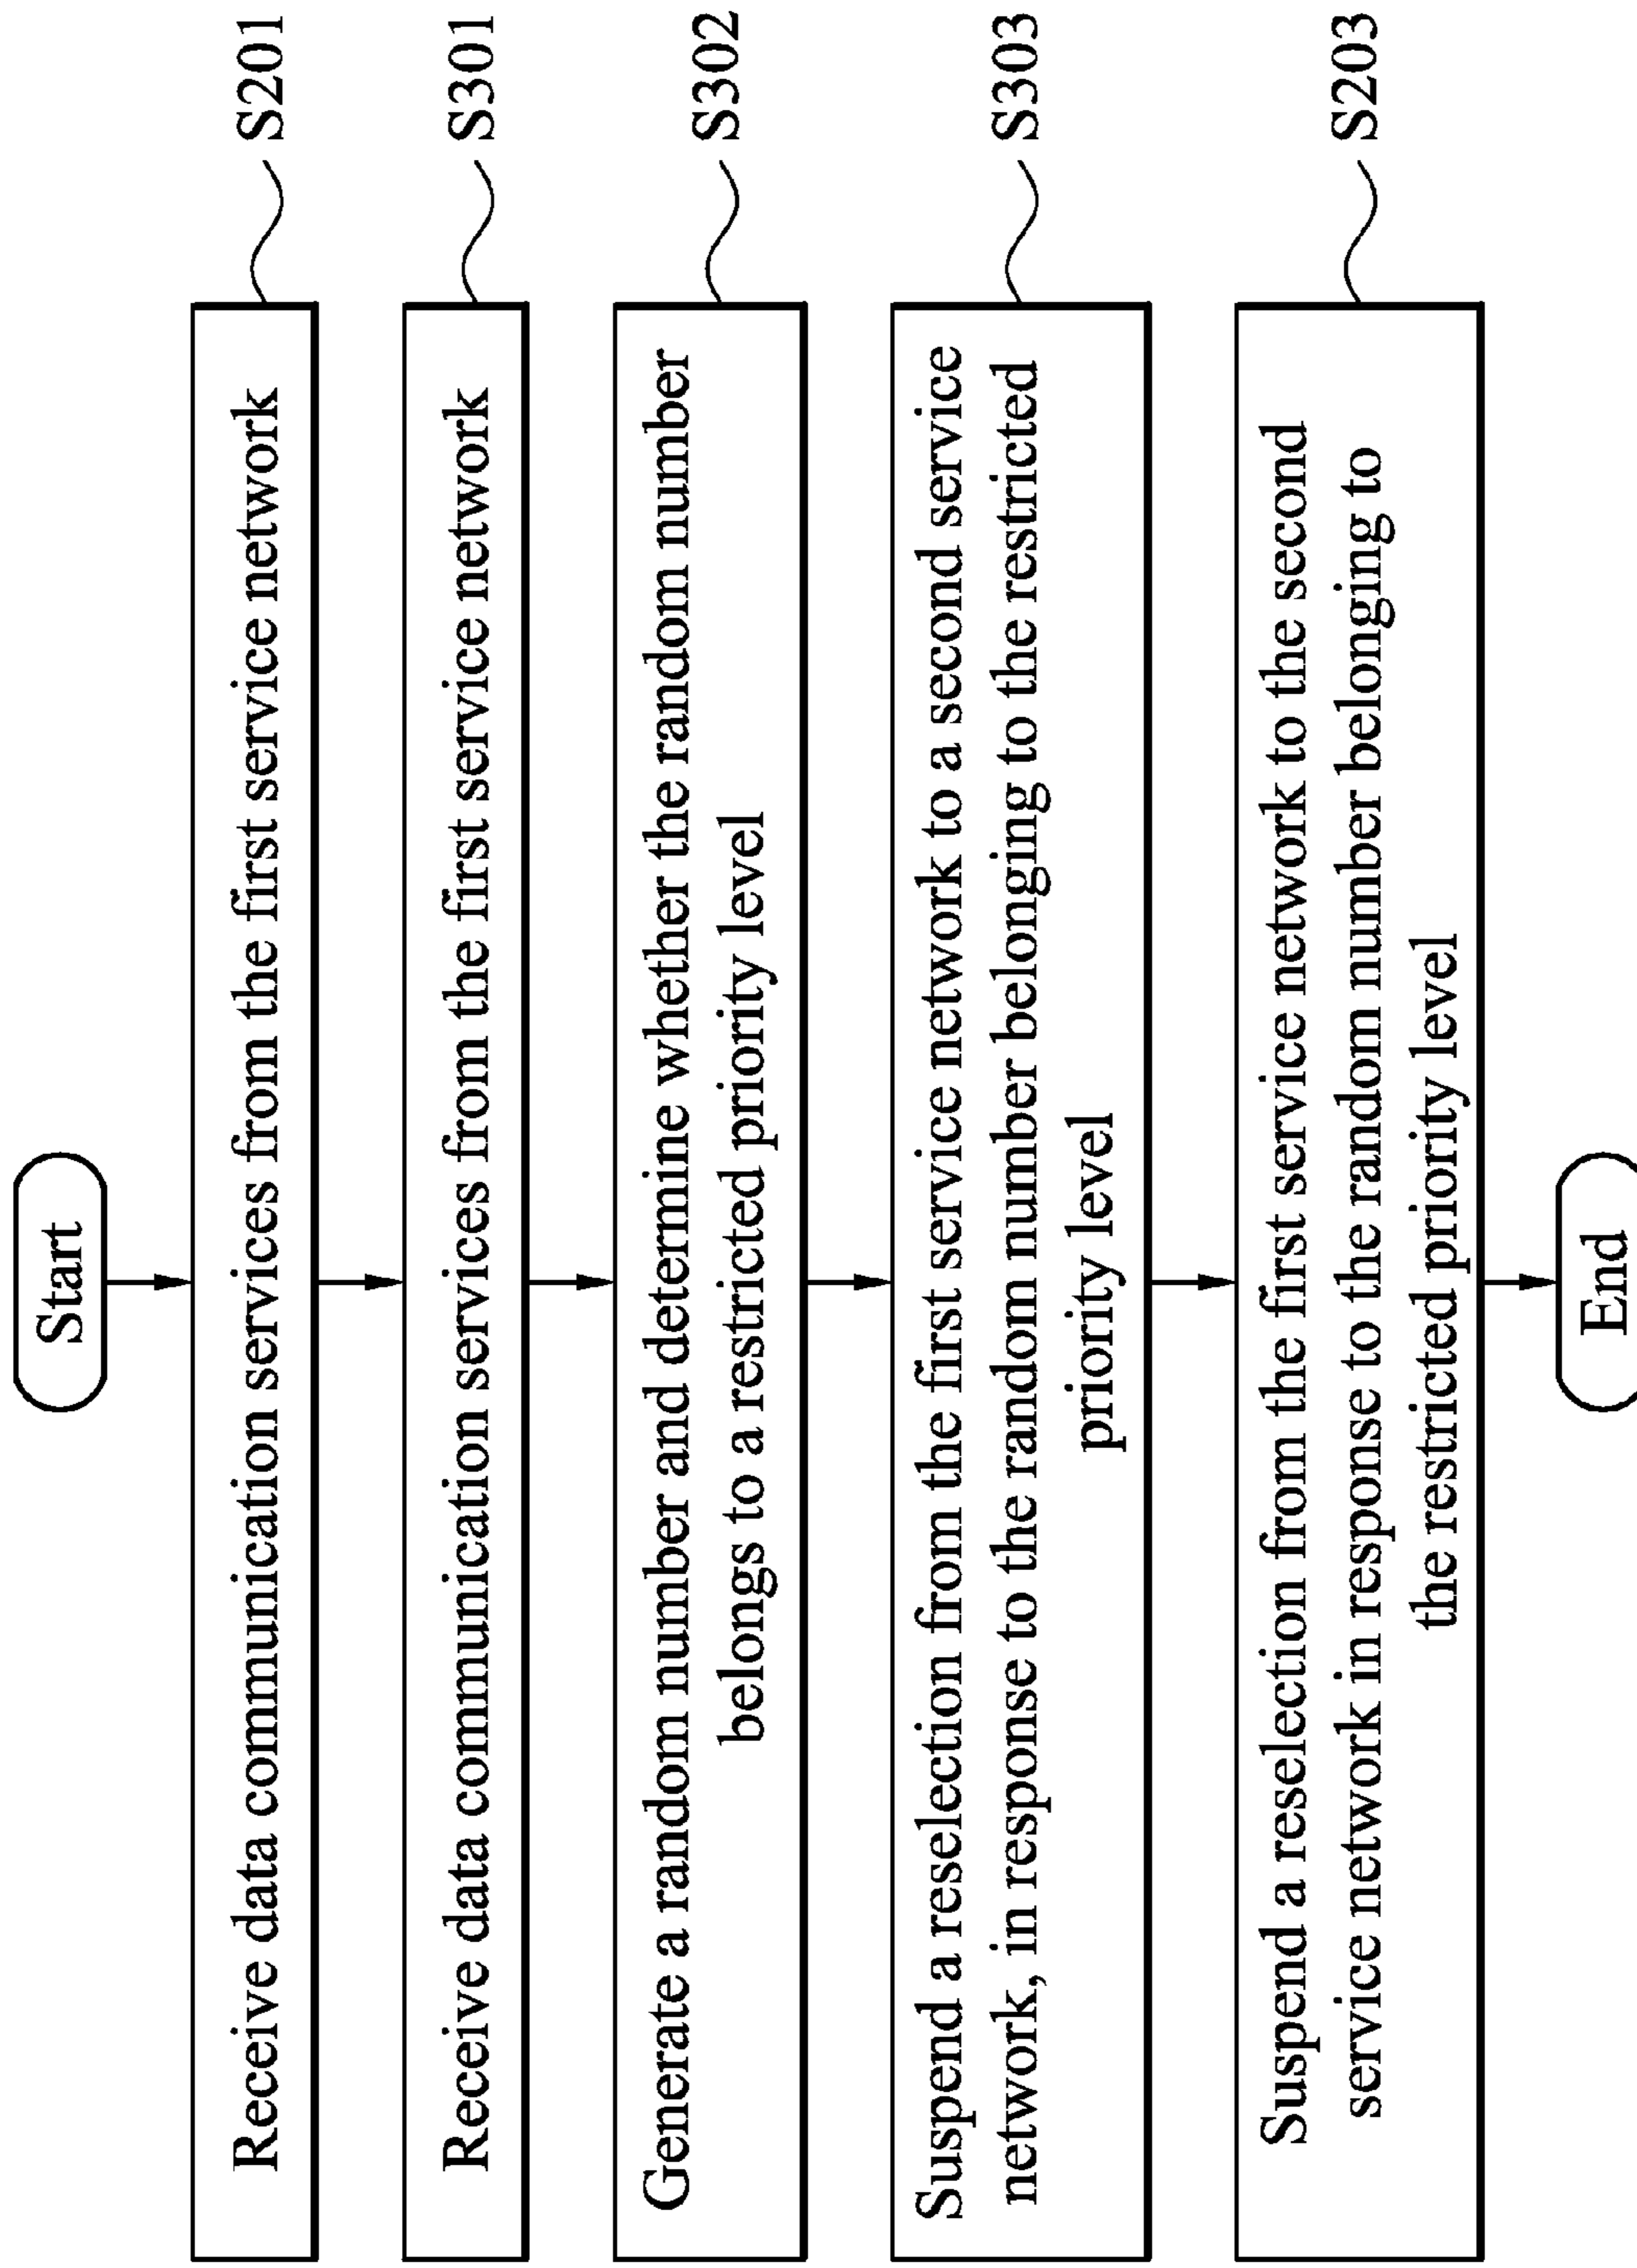 Start
Receive data communication services from the first service network
S201
Receive data communication services from the first service network
S301
Generate a random number and determine whether the random number
belongs to a restricted priority level
S302
Suspend a reselection from the first service network to a second service
network, in response to the random number belonging to the restricted
priority level
S303
Suspend a reselection from the first service network to the second
service network in response to the random number belonging to
the restricted priority level
S203
End